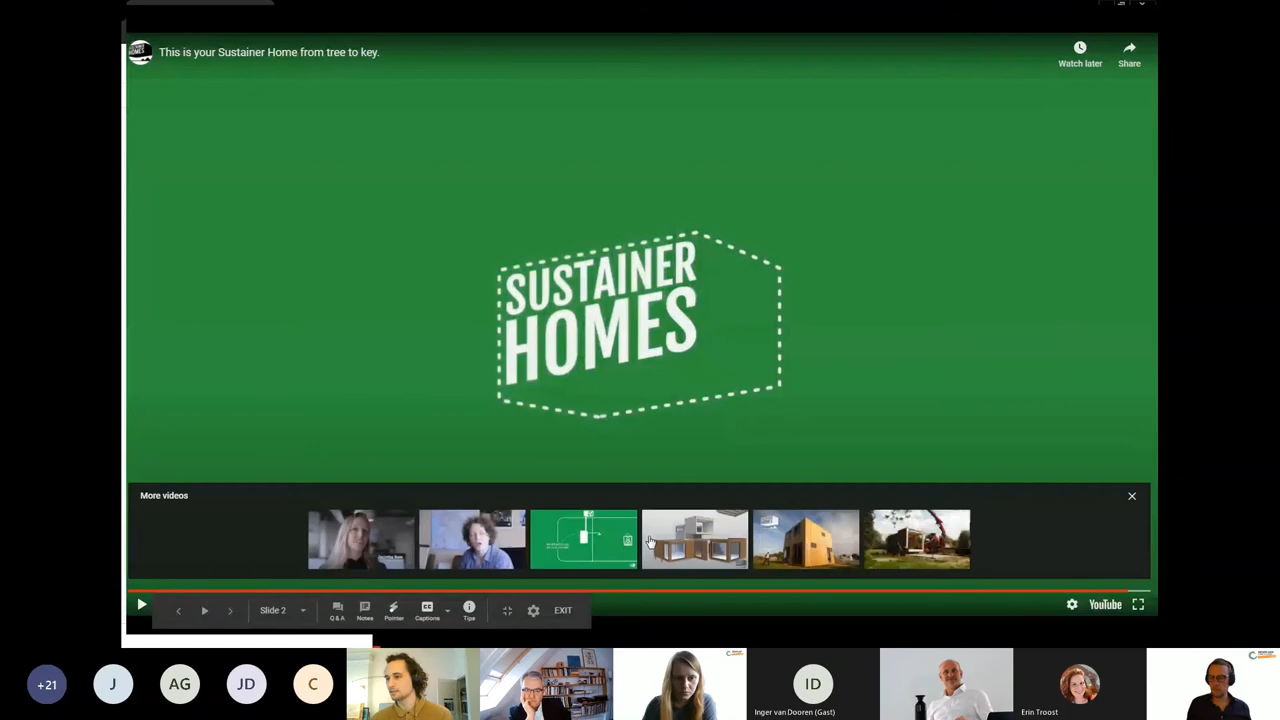 This is your Sustainer Home from tree to key.
Watch later
Share
SUSTAINER
HOMES
More videos
YouTube
Slide 2
Q & A
Notes
Pointer
Captions
Tips
EXIT
+21
J
AG
JD
C
ID
Inger van Dooren (Gast)
Erin Troost